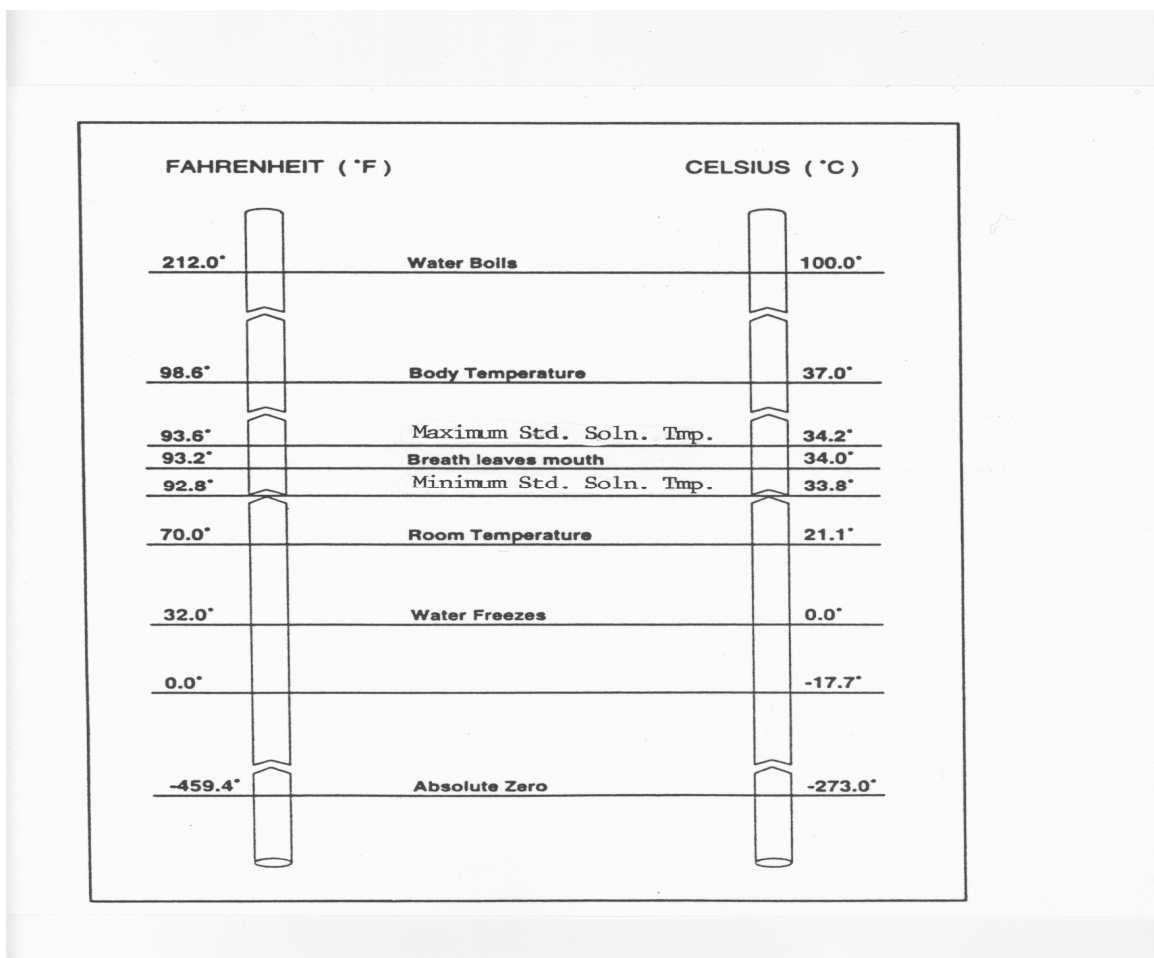 FAHRENHEIT (°F) CELSIUS (°C)
212.0° Water Boils 100.0°
98.6° Body Temperature 37.0°
93.6° Maximum Std. Soln. Tmp. 34.2°
93.2° Breath leaves mouth 34.0°
92.8° Minimum Std. Soln. Tmp. 33.8°
70.0° Room Temperature 21.1°
32.0° Water Freezes 0.0°
0.0° -17.7°
-459.4° Absolute Zero -273.0°